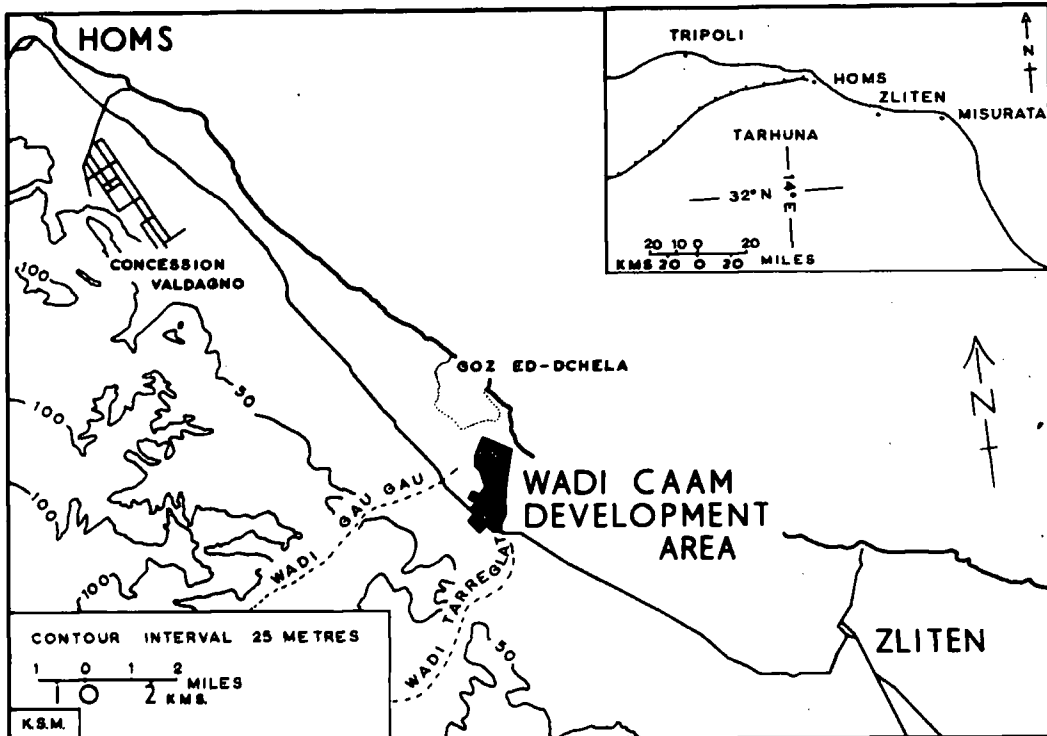 HOMS
TRIPOLI
N
HOMS
ZLITEN
MISURATA
TARHUNA
32° N
14° E
20 10 0 20
KMS 20 0 20 MILES
CONCESSION
VALDAGNO
100
50
100
100
100
GOZ ED-DCHELA
N
WADI CAAM
DEVELOPMENT
AREA
WADI GAU GAU
WADI TARREGLAT
50
ZLITEN
CONTOUR INTERVAL 25 METRES
1 0 1 2
MILES
1 0 2 KMS.
K.S.M.